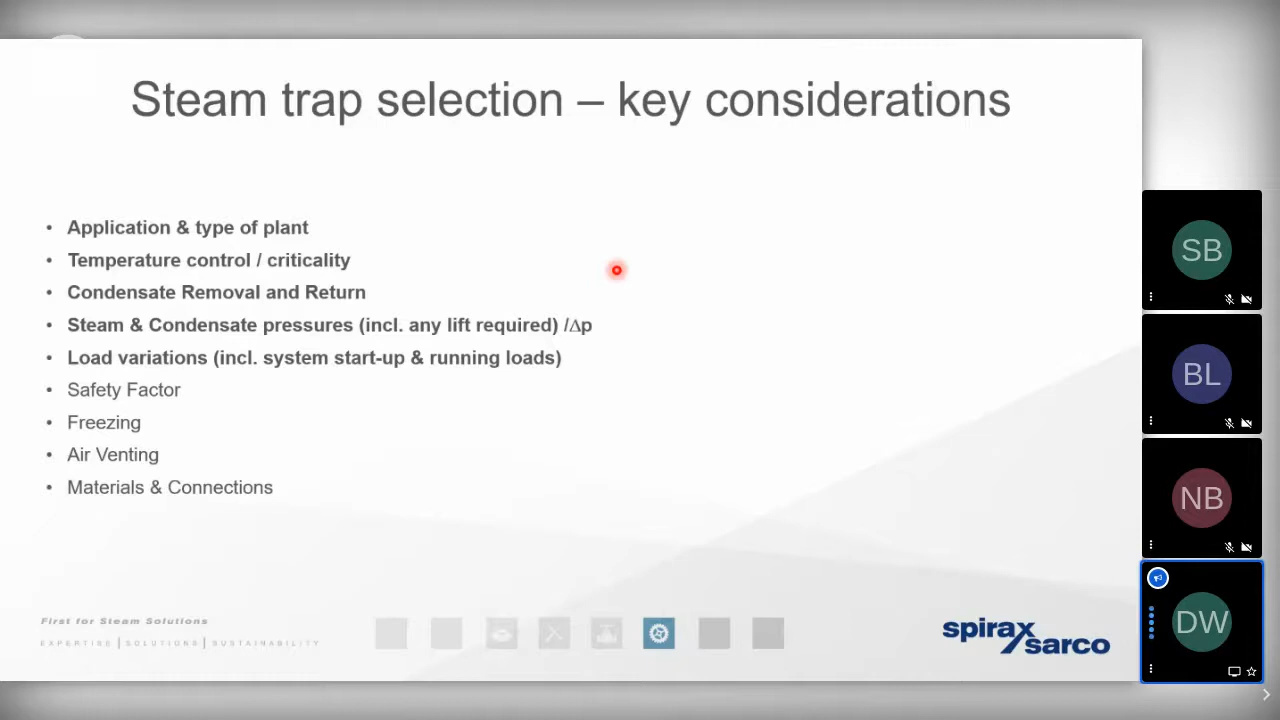 Steam trap selection – key considerations
• Application & type of plant
• Temperature control / criticality
• Condensate Removal and Return
• Steam & Condensate pressures (incl. any lift required) /∆p
• Load variations (incl. system start-up & running loads)
• Safety Factor
• Freezing
• Air Venting
• Materials & Connections
First for Steam Solutions
EXPERTISE | SOLUTIONS | SUSTAINABILITY
spirax
sarco
SB
BL
NB
DW